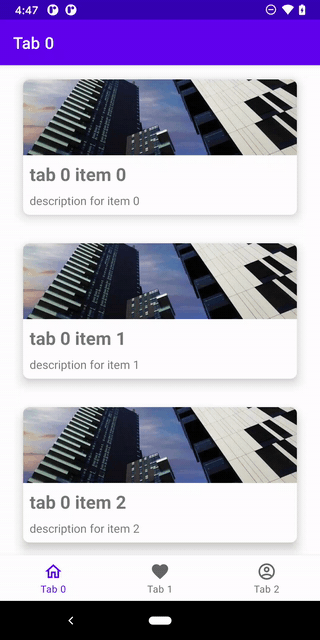 4:47
Tab 0
tab 0 item 0
description for item 0
tab 0 item 1
description for item 1
tab 0 item 2
description for item 2
Tab 0
Tab 1
Tab 2